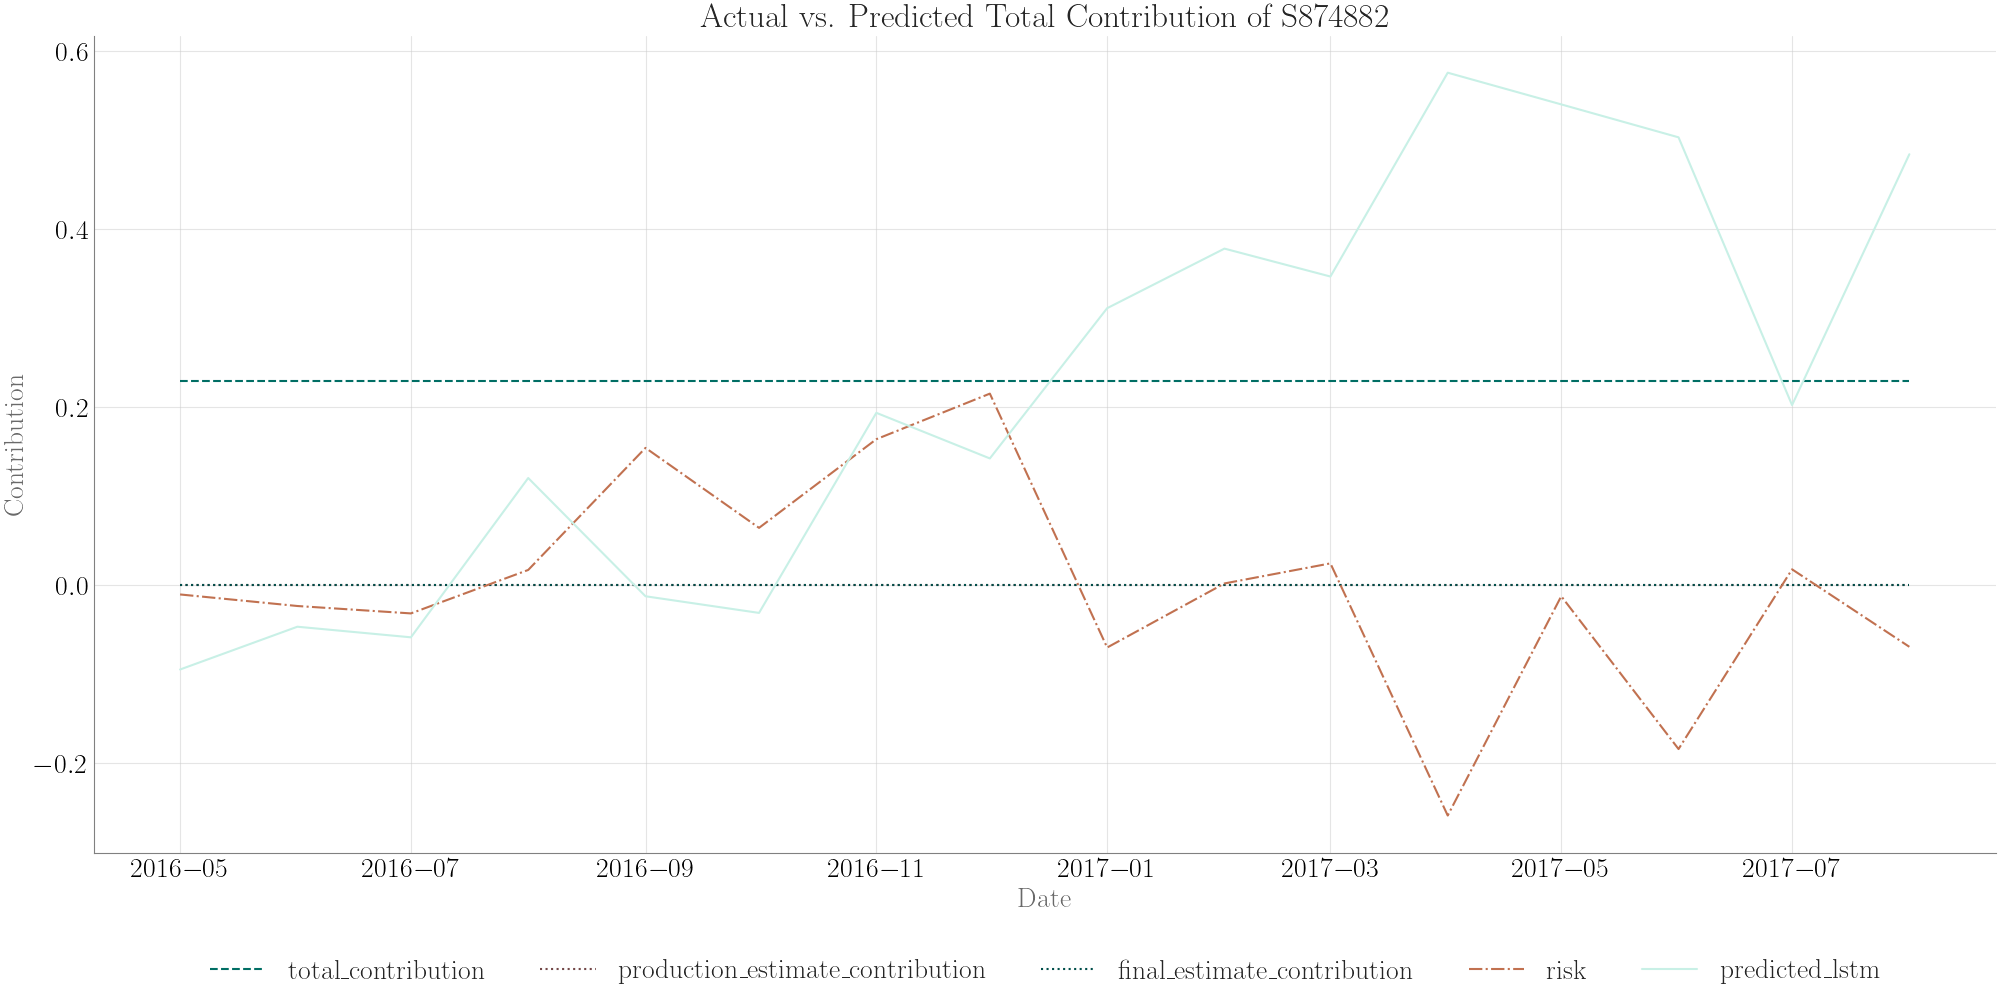 Actual vs. Predicted Total Contribution of S874882
0.6
0.4
0.2
0.0
−0.2
Contribution
2016−05 2016−07 2016−09 2016−11 2017−01 2017−03 2017−05 2017−07
Date
total_contribution production_estimate_contribution final_estimate_contribution risk predicted_lstm